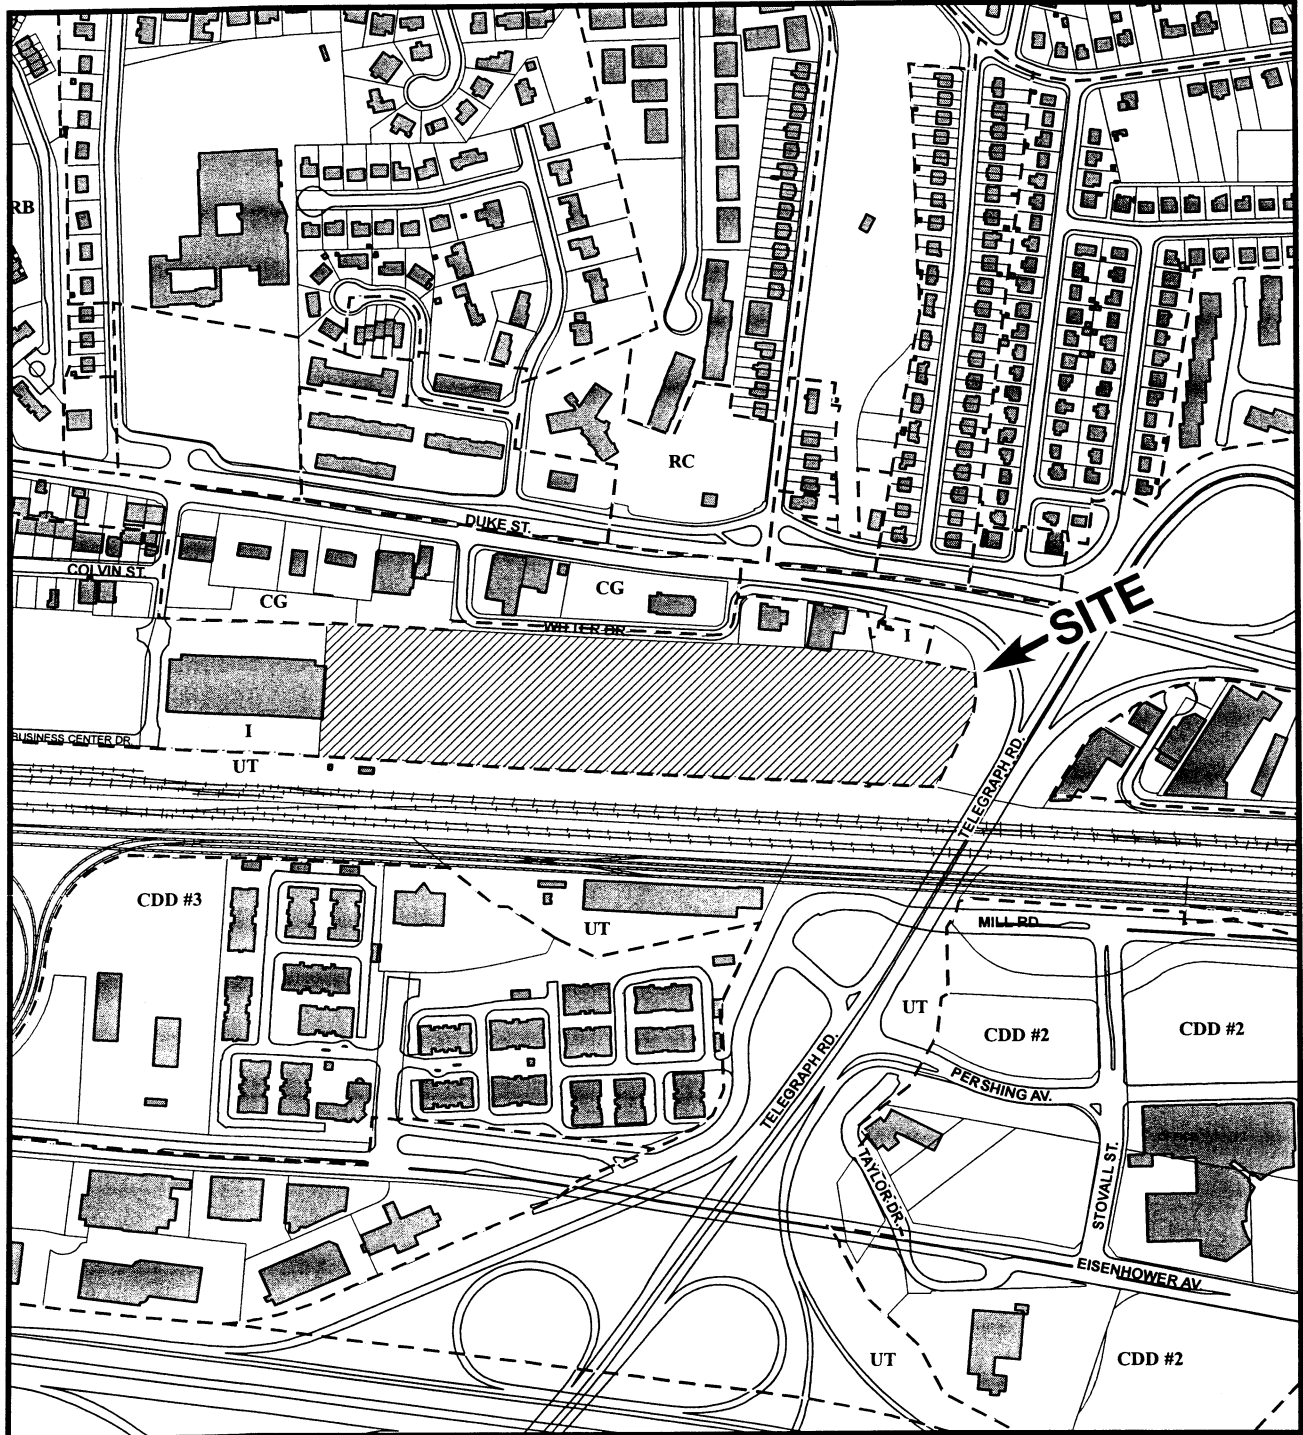 RB
RC
DUKE ST.
COLVIN ST.
CG
CG
WITTER DR.
I
SITE
I
BUSINESS CENTER DR.
UT
TELEGRAPH RD.
CDD #3
UT
MILL RD
UT
CDD #2
CDD #2
TELEGRAPH RD.
PERSHING AV.
TAYLOR DR.
STOVALL ST.
EISENHOWER AV.
UT
CDD #2